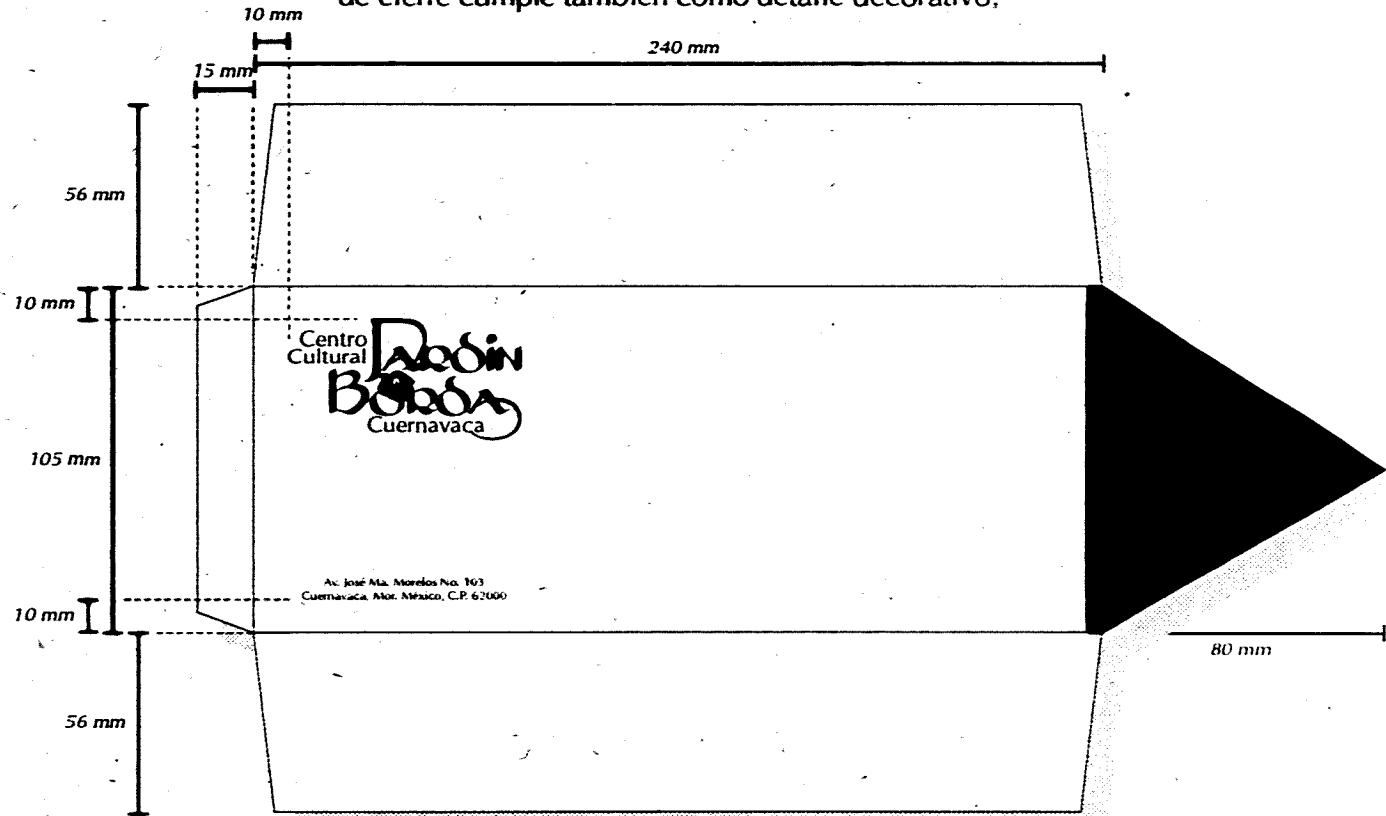 de cierre cumple también como detalle decorativo,
10 mm
240 mm
15 mm
56 mm
10 mm
Centro
Cultural
JARDIN
BORDA
Cuernavaca
105 mm
Av. José Ma. Morelos No. 103
Cuernavaca, Mor. México, C.P. 62000
10 mm
80 mm
56 mm